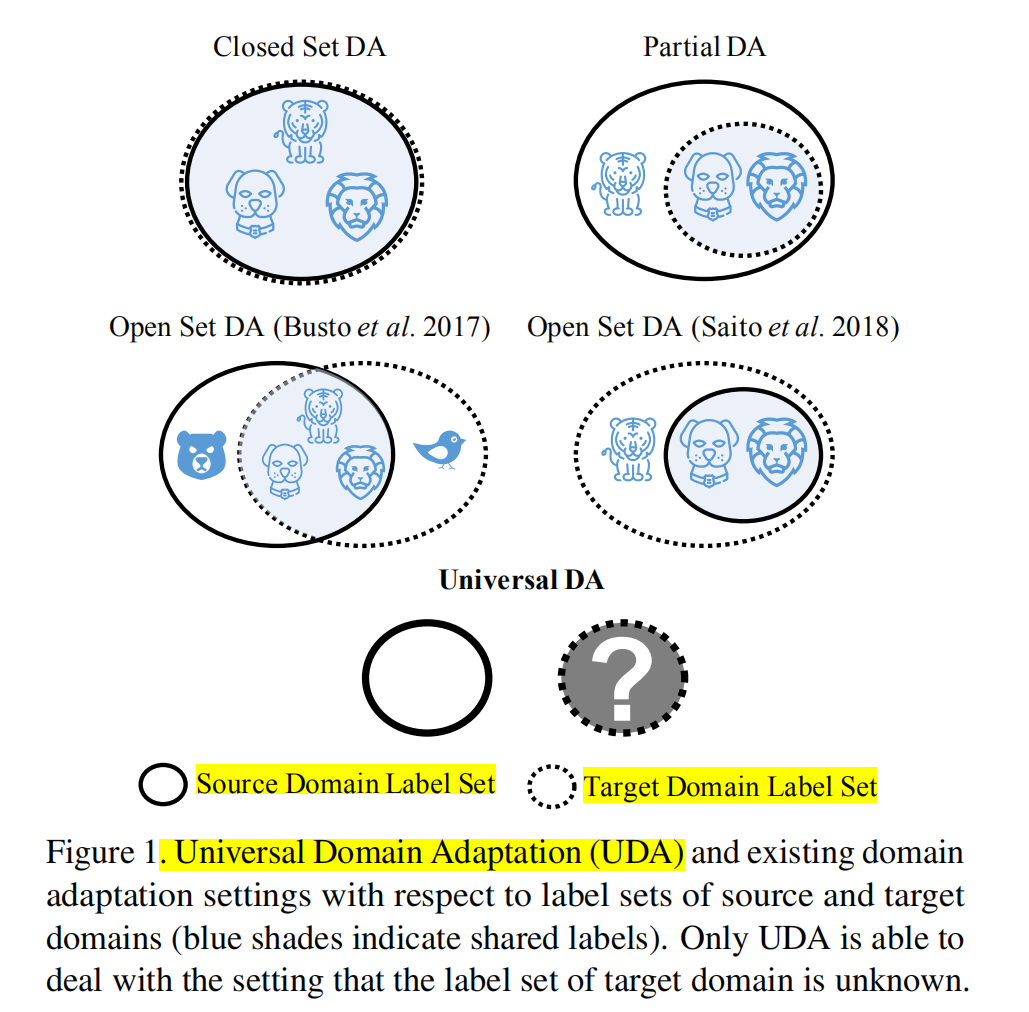 Closed Set DA
Partial DA
Open Set DA (Busto et al. 2017)
Open Set DA (Saito et al. 2018)
Universal DA
?
Source Domain Label Set
Target Domain Label Set
Figure 1. Universal Domain Adaptation (UDA) and existing domain
adaptation settings with respect to label sets of source and target
domains (blue shades indicate shared labels). Only UDA is able to
deal with the setting that the label set of target domain is unknown.